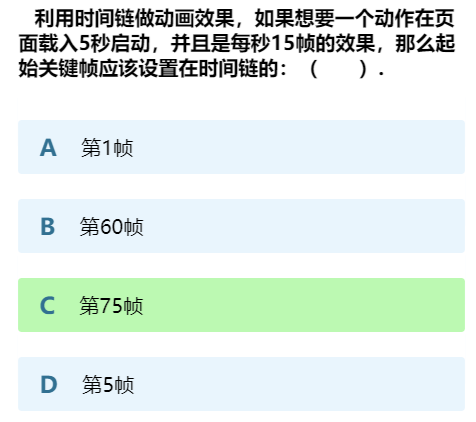 利用时间链做动画效果，如果想要一个动作在页
面载入5秒启动，并且是每秒15帧的效果，那么起
始关键帧应该设置在时间链的：（　　）.
A 第1帧
B 第60帧
C 第75帧
D 第5帧